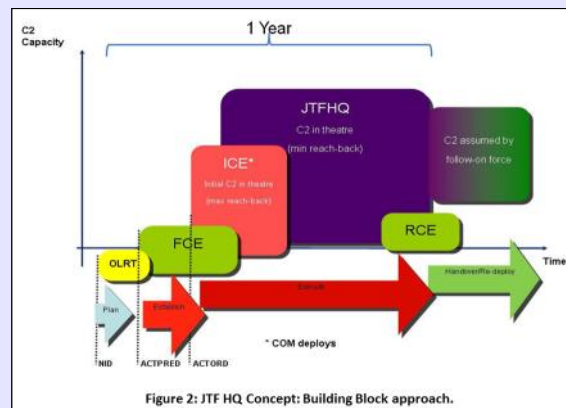 C2
Capacity
1 Year
JTFHQ
C2 in theatre
(min reach-back)
ICE*
Initial C2 in theatre
(max reach-back)
C2 assumed by
follow-on force
FCE
RCE
OLRT
Time
Plan
Establish
Execute
Handover/Re-deploy
* COM deploys
NID
ACTPRED
ACTORD
Figure 2: JTF HQ Concept: Building Block approach.